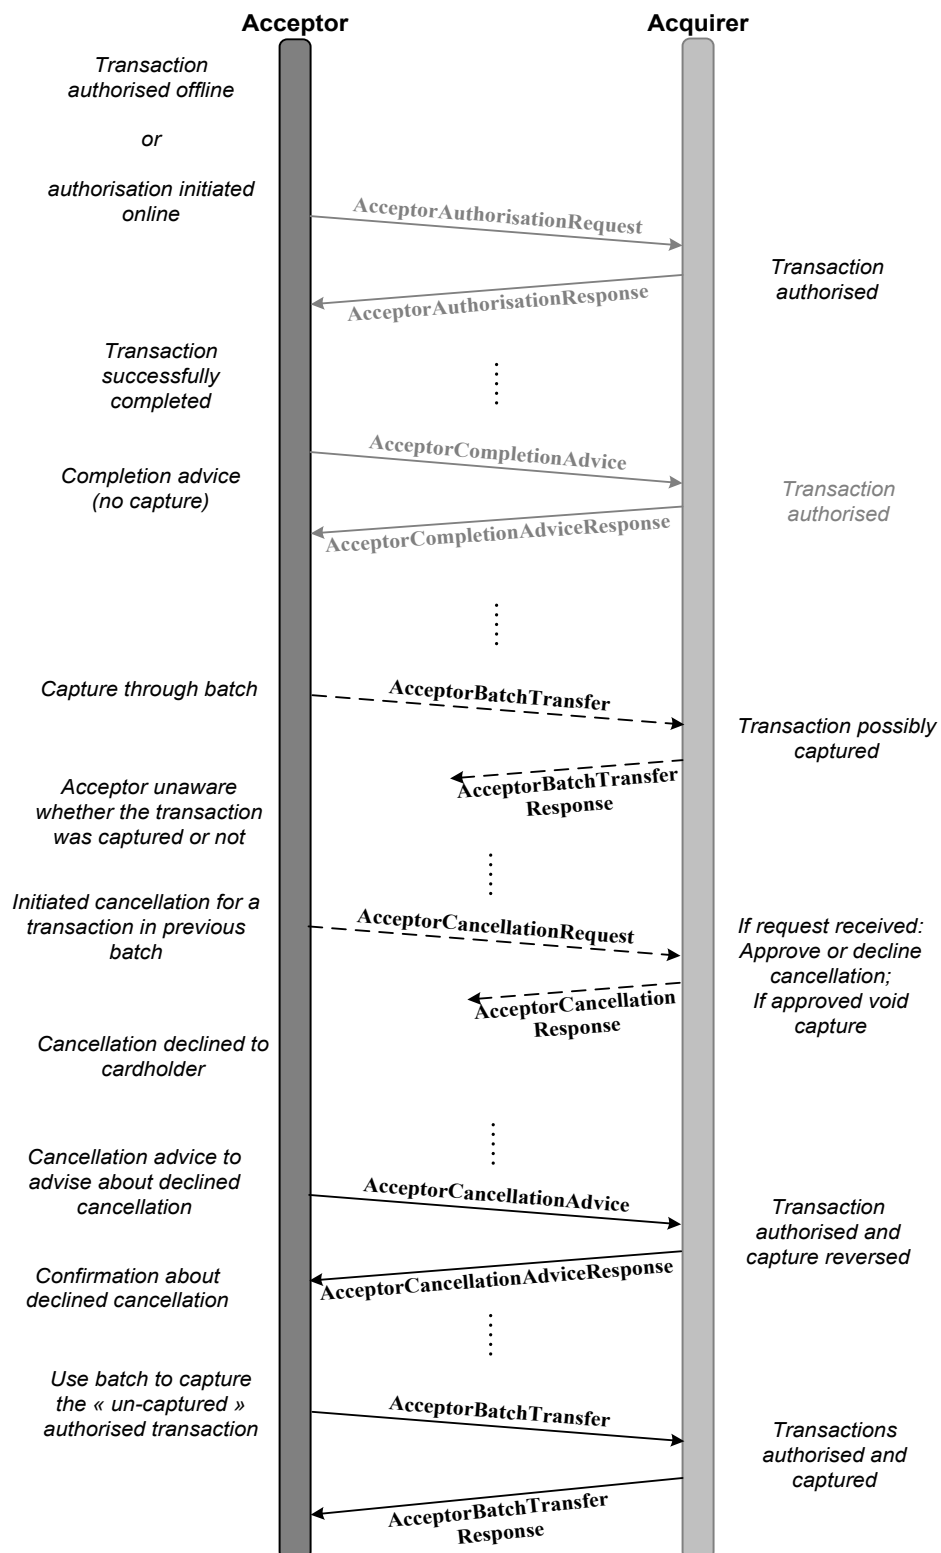 Acceptor
Acquirer
Transaction
authorised offline
or
authorisation initiated
online
AcceptorAuthorisationRequest
Transaction
authorised
AcceptorAuthorisationResponse
Transaction
successfully
completed
AcceptorCompletionAdvice
Completion advice
(no capture)
Transaction
authorised
AcceptorCompletionAdviceResponse
Capture through batch
AcceptorBatchTransfer
Transaction possibly
captured
AcceptorBatchTransfer
Response
Acceptor unaware
whether the transaction
was captured or not
Initiated cancellation for a
transaction in previous
batch
AcceptorCancellationRequest
If request received:
Approve or decline
cancellation;
If approved void
capture
AcceptorCancellation
Response
Cancellation declined to
cardholder
Cancellation advice to
advise about declined
cancellation
AcceptorCancellationAdvice
Transaction
authorised and
capture reversed
AcceptorCancellationAdviceResponse
Confirmation about
declined cancellation
Use batch to capture
the « un-captured »
authorised transaction
AcceptorBatchTransfer
Transactions
authorised and
captured
AcceptorBatchTransfer
Response